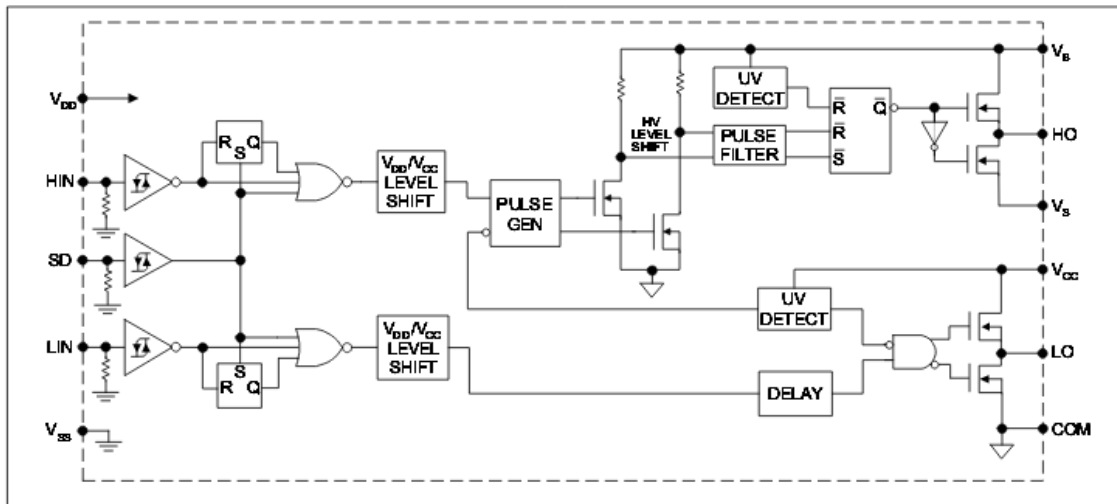 V_B
UV
DETECT
R̅
Q̅
V_DD
HV
LEVEL
SHIFT
PULSE
FILTER
R̅
S̅
HO
R
Q
S
V_DD/V_CC
LEVEL
SHIFT
HIN
PULSE
GEN
V_S
SD
V_CC
UV
DETECT
LIN
V_DD/V_CC
LEVEL
SHIFT
LO
S
R
Q
DELAY
V_SS
COM